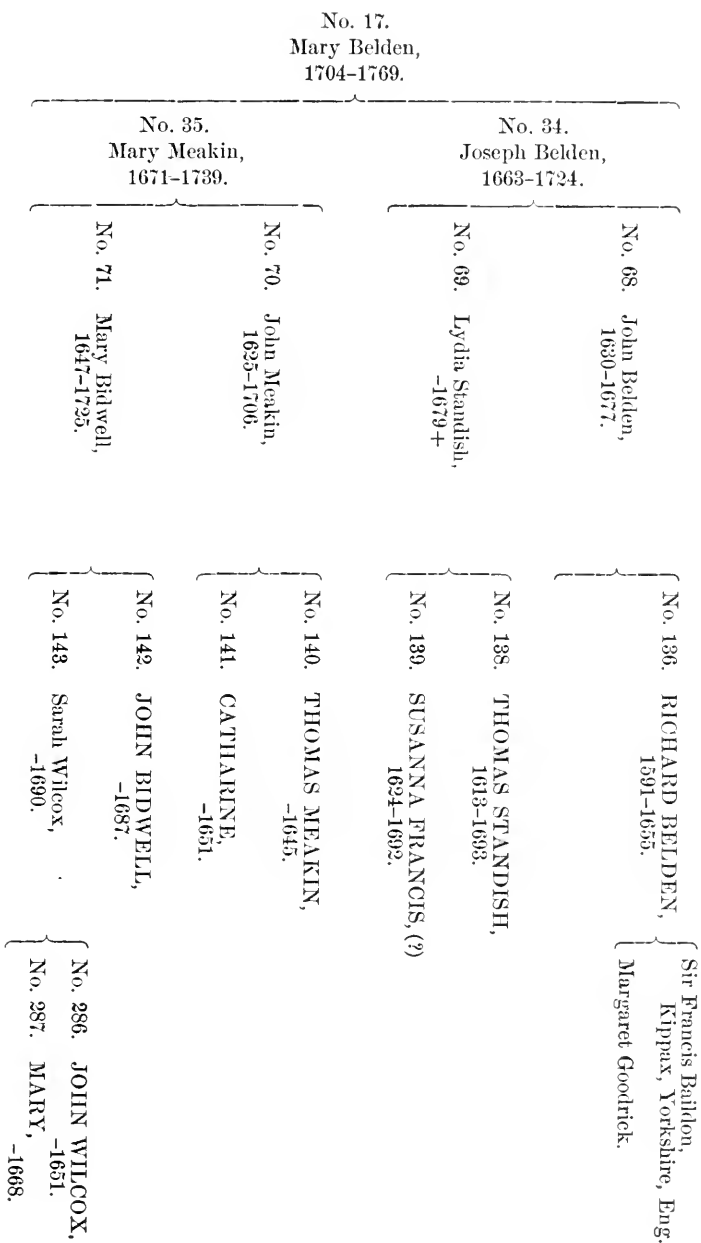 No. 17.
Mary Belden,
1704–1769.
No. 35.
Mary Meakin,
1671–1739.
No. 34.
Joseph Belden,
1663–1724.
No. 71. Mary Bidwell,
1647–1725.
No. 70. John Meakin,
1625–1706.
No. 69. Lydia Standish,
–1679+
No. 68. John Belden,
1630–1677.
No. 143. Sarah Wilcox,
–1690.
No. 142. JOHN BIDWELL,
–1687.
No. 141. CATHARINE,
–1651.
No. 140. THOMAS MEAKIN,
–1645.
No. 139. SUSANNA FRANCIS, (?)
1624–1692.
No. 138. THOMAS STANDISH,
1613–1693.
No. 136. RICHARD BELDEN,
1591–1655.
No. 286. JOHN WILCOX,
–1651.
No. 287. MARY,
–1668.
Sir Francis Baildon,
Kippax, Yorkshire, Eng.
Margaret Goodrick.